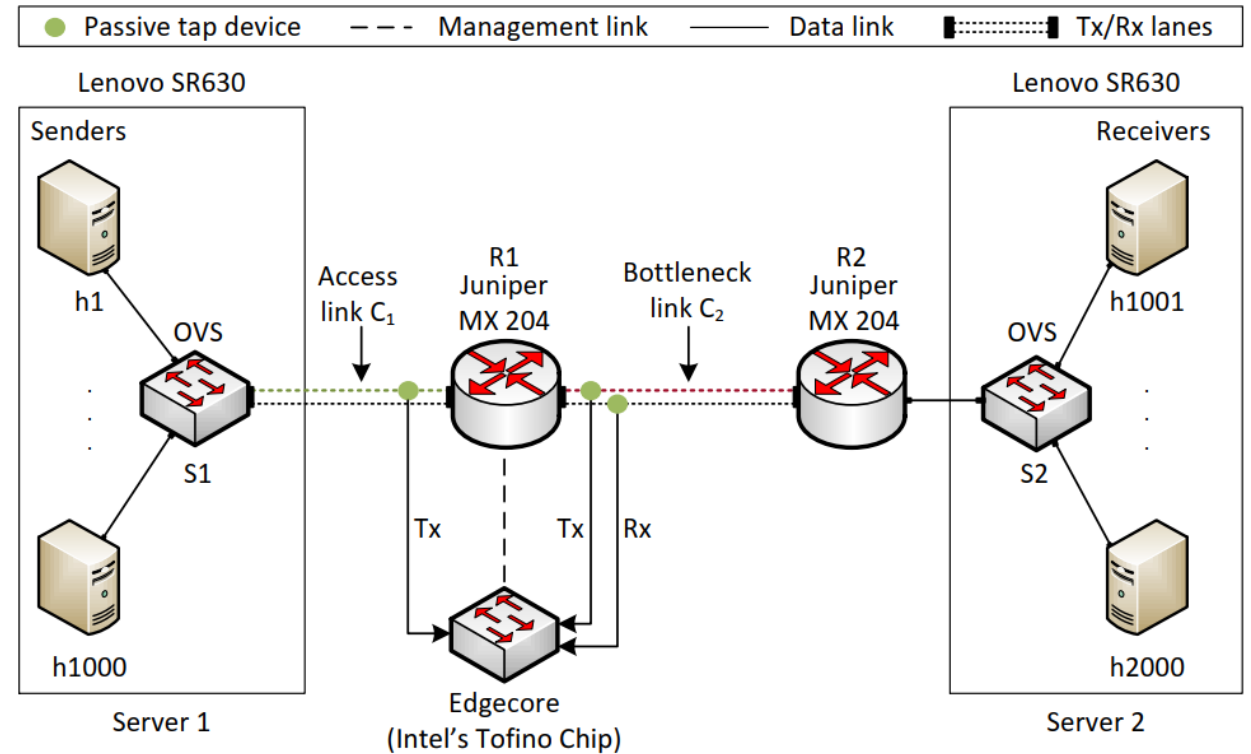 Passive tap device
Management link
Data link
Tx/Rx lanes
Lenovo SR630
Lenovo SR630
Senders
Receivers
h1
h1001
OVS
S1
Access
link C₁
R1
Juniper
MX 204
Bottleneck
link C₂
R2
Juniper
MX 204
OVS
S2
Tx
Tx
Rx
h1000
h2000
Edgecore
(Intel's Tofino Chip)
Server 1
Server 2